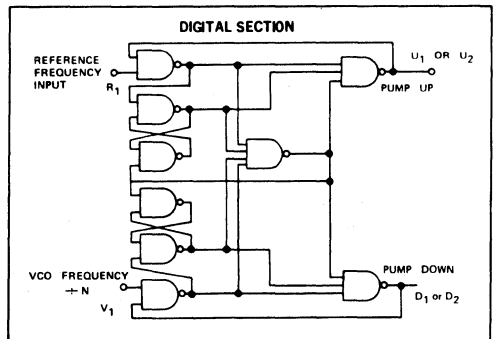 DIGITAL SECTION
REFERENCE
FREQUENCY
INPUT
R1
U1 OR U2
PUMP UP
VCO FREQUENCY
÷ N
V1
PUMP DOWN
D1 or D2